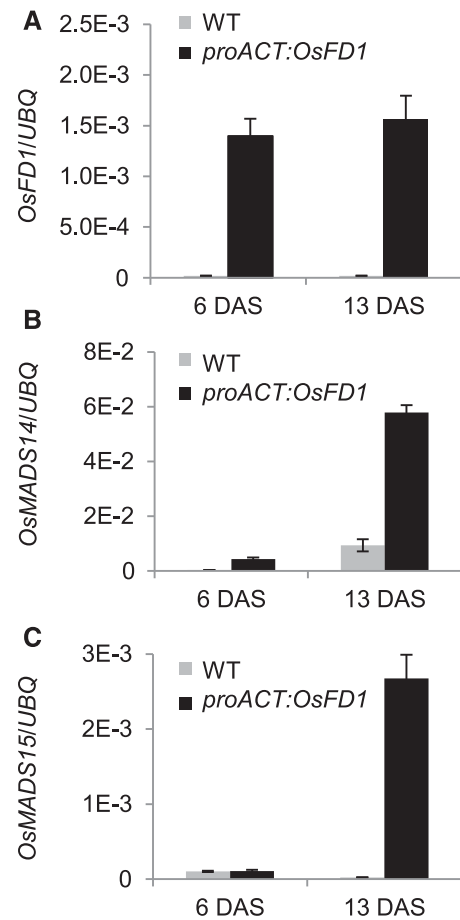 A
WT
proACT:OsFD1
OsFD1/UBQ
2.5E-3
2.0E-3
1.5E-3
1.0E-3
5.0E-4
0
6 DAS
13 DAS
B
WT
proACT:OsFD1
OsMADS14/UBQ
8E-2
6E-2
4E-2
2E-2
0
6 DAS
13 DAS
C
WT
proACT:OsFD1
OsMADS15/UBQ
3E-3
2E-3
1E-3
0
6 DAS
13 DAS